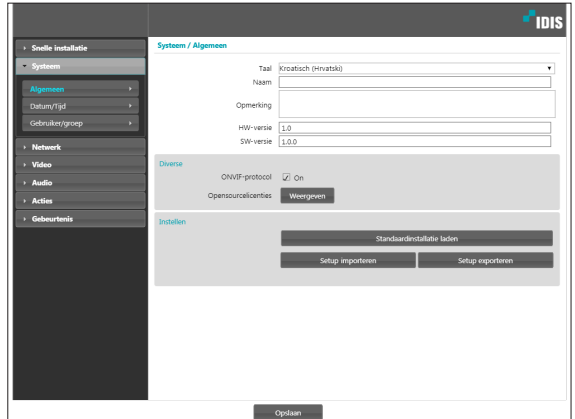 IDIS
Snelle installatie
Systeem
Algemeen
Datum/Tijd
Gebruiker/groep
Netwerk
Video
Audio
Acties
Gebeurtenis
Systeem / Algemeen
Taal Kroatisch (Hrvatski)
Naam
Opmerking
HW-versie 1.0
SW-versie 1.0.0
Diverse
ONVIF-protocol On
Opensourcelicenties Weergeven
Instellen
Standaardinstallatie laden
Setup importeren Setup exporteren
Opslaan